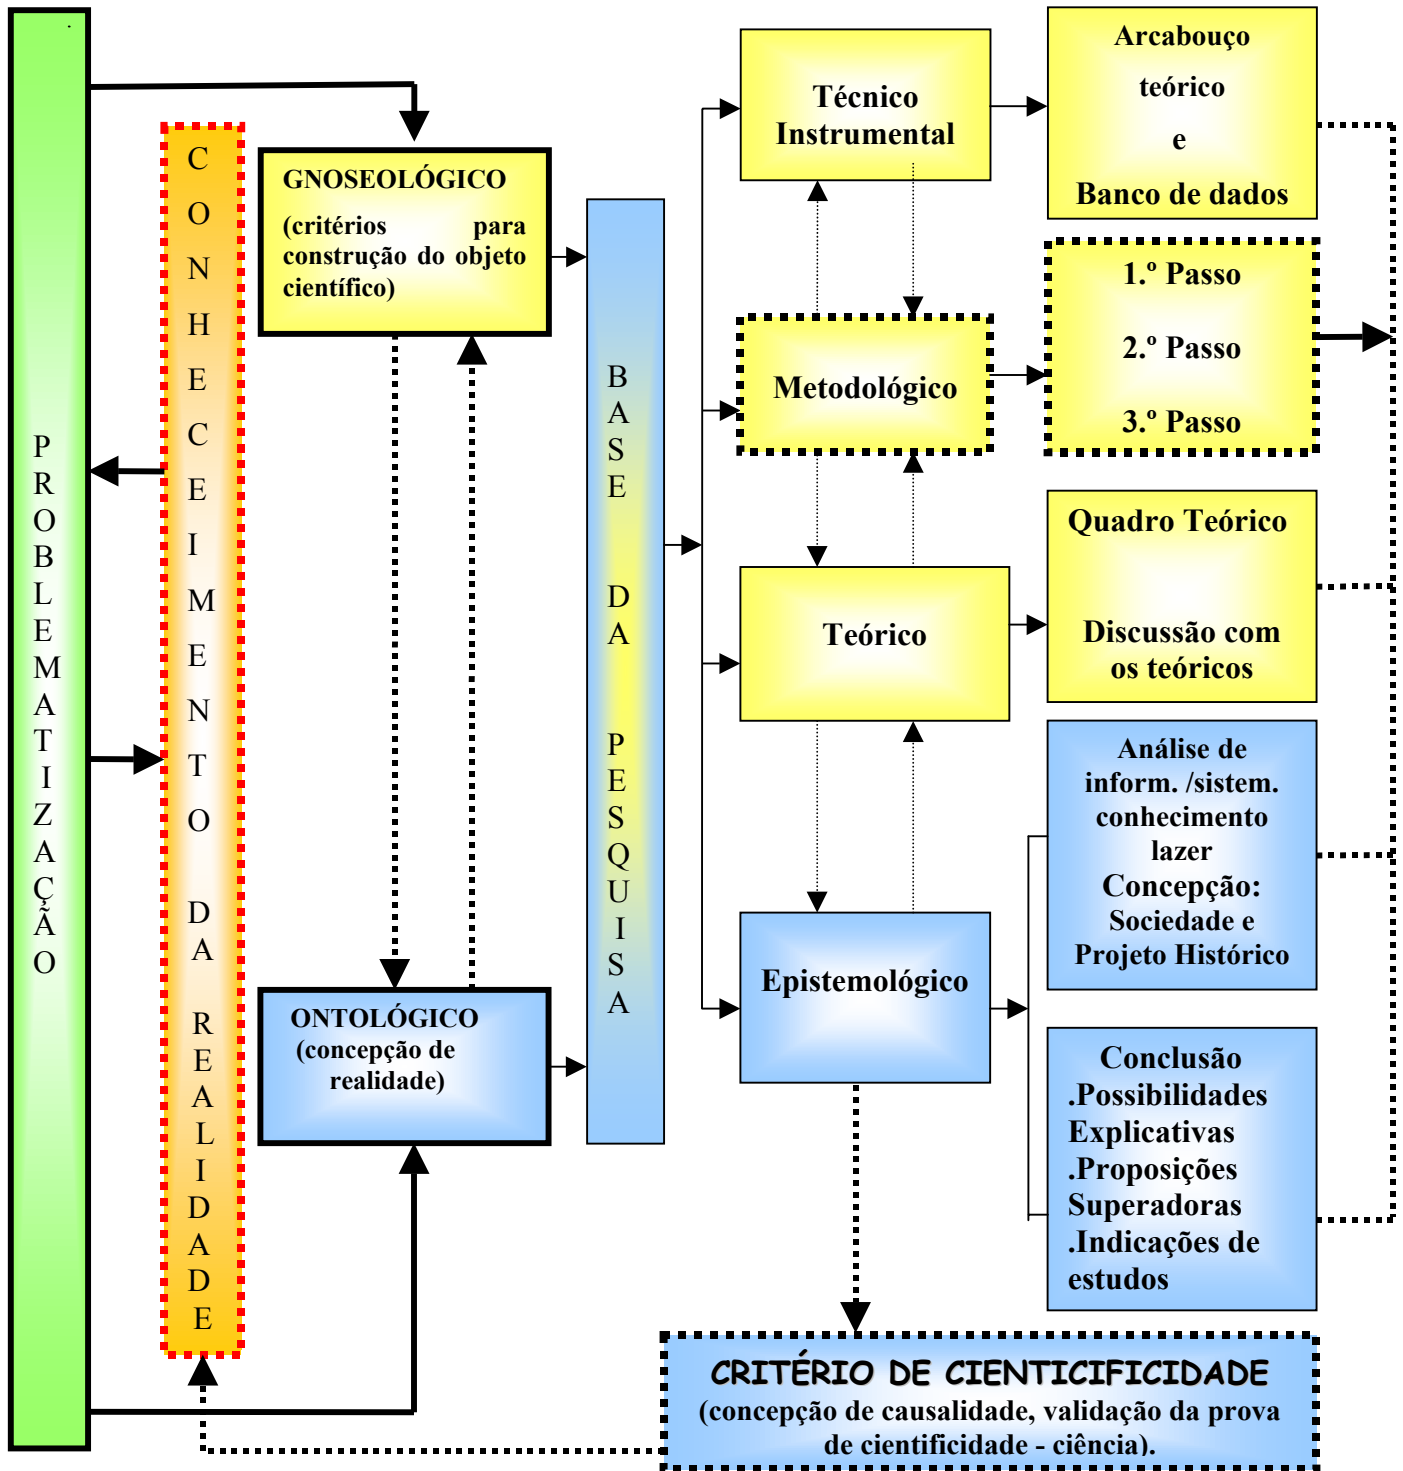 PROBLEMATIZAÇÃO
CONHECEIMENTO DA REALIDADE
GNOSEOLÓGICO
(critérios para
construção do objeto
científico)
ONTOLÓGICO
(concepção de
realidade)
BASE DA PESQUISA
Técnico
Instrumental
Metodológico
Teórico
Epistemológico
Arcabouço
teórico
e
Banco de dados
1.º Passo
2.º Passo
3.º Passo
Quadro Teórico
Discussão com
os teóricos
Análise de
inform. /sistem.
conhecimento
lazer
Concepção:
Sociedade e
Projeto Histórico
Conclusão
.Possibilidades
Explicativas
.Proposições
Superadoras
.Indicações de
estudos
CRITÉRIO DE CIENTICIFICIDADE
(concepção de causalidade, validação da prova
de cientificidade - ciência).